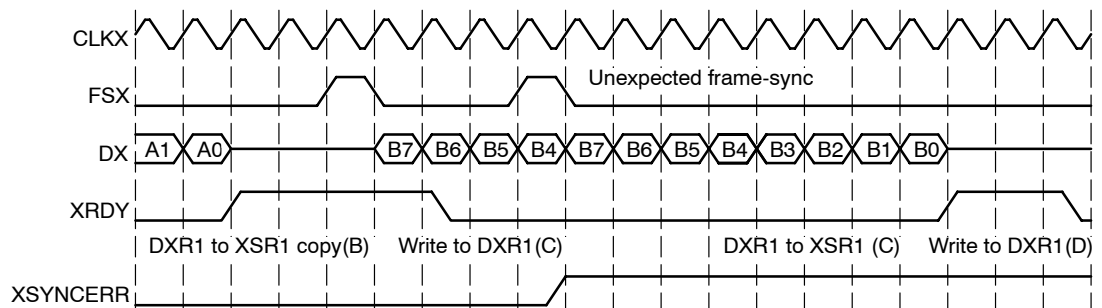 CLKX
FSX
Unexpected frame-sync
DX A1 A0 B7 B6 B5 B4 B7 B6 B5 B4 B3 B2 B1 B0
XRDY
DXR1 to XSR1 copy(B) Write to DXR1(C) DXR1 to XSR1 (C) Write to DXR1(D)
XSYNCERR